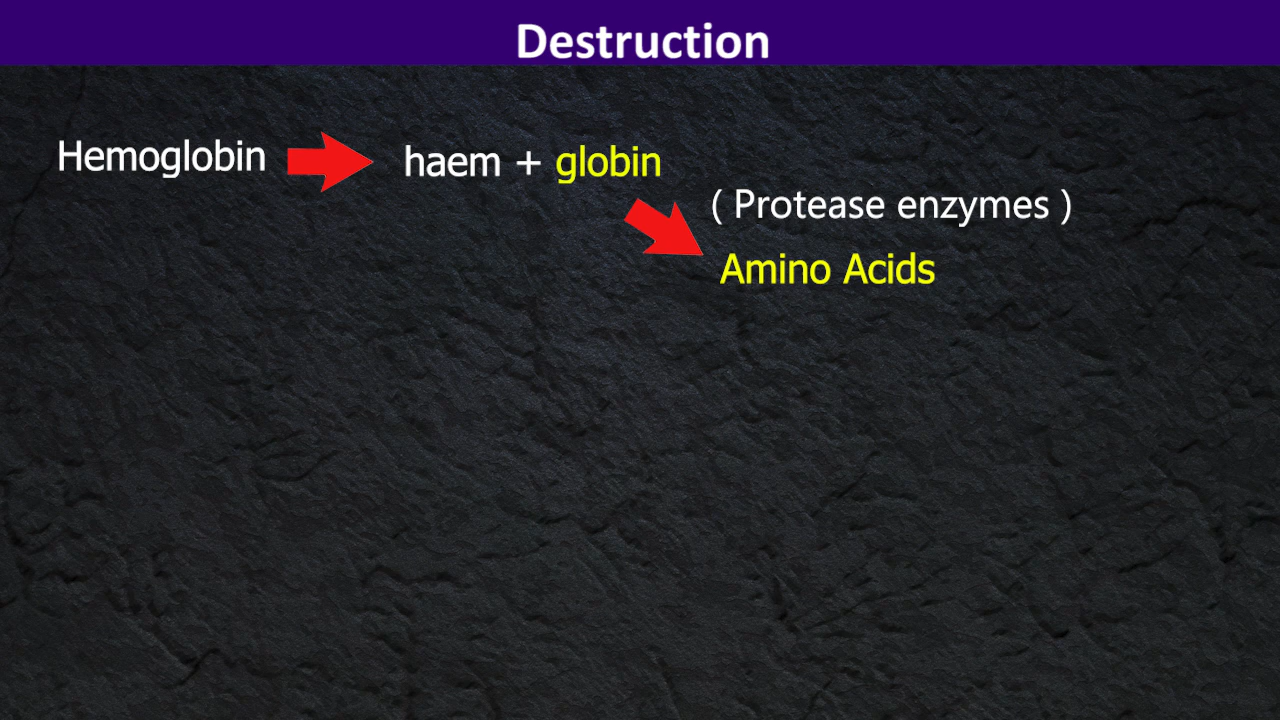 Destruction
Hemoglobin haem + globin
( Protease enzymes )
Amino Acids